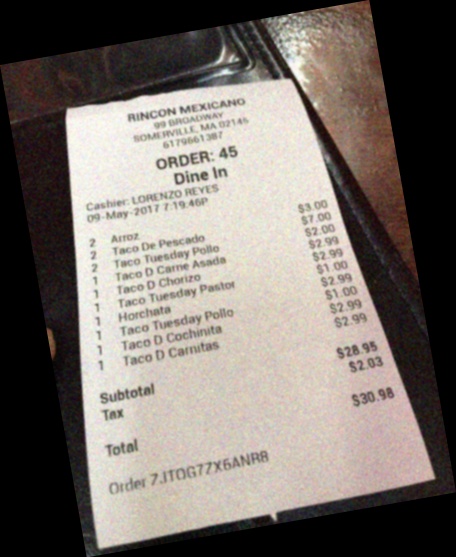 RINCON MEXICANO
99 BROADWAY
SOMERVILLE, MA 02145
6179661387
ORDER: 45
Dine In
Cashier: LORENZO REYES
09-May-2017 7:19:46P
2 Arroz $3.00
2 Taco De Pescado $7.00
2 Taco Tuesday Pollo $2.00
1 Taco D Carne Asada $2.99
1 Taco D Chorizo $2.99
1 Taco Tuesday Pastor $1.00
1 Horchata $2.99
1 Taco Tuesday Pollo $1.00
1 Taco D Cochinita $2.99
1 Taco D Carnitas $2.99
Subtotal $28.95
Tax $2.03
Total $30.98
Order